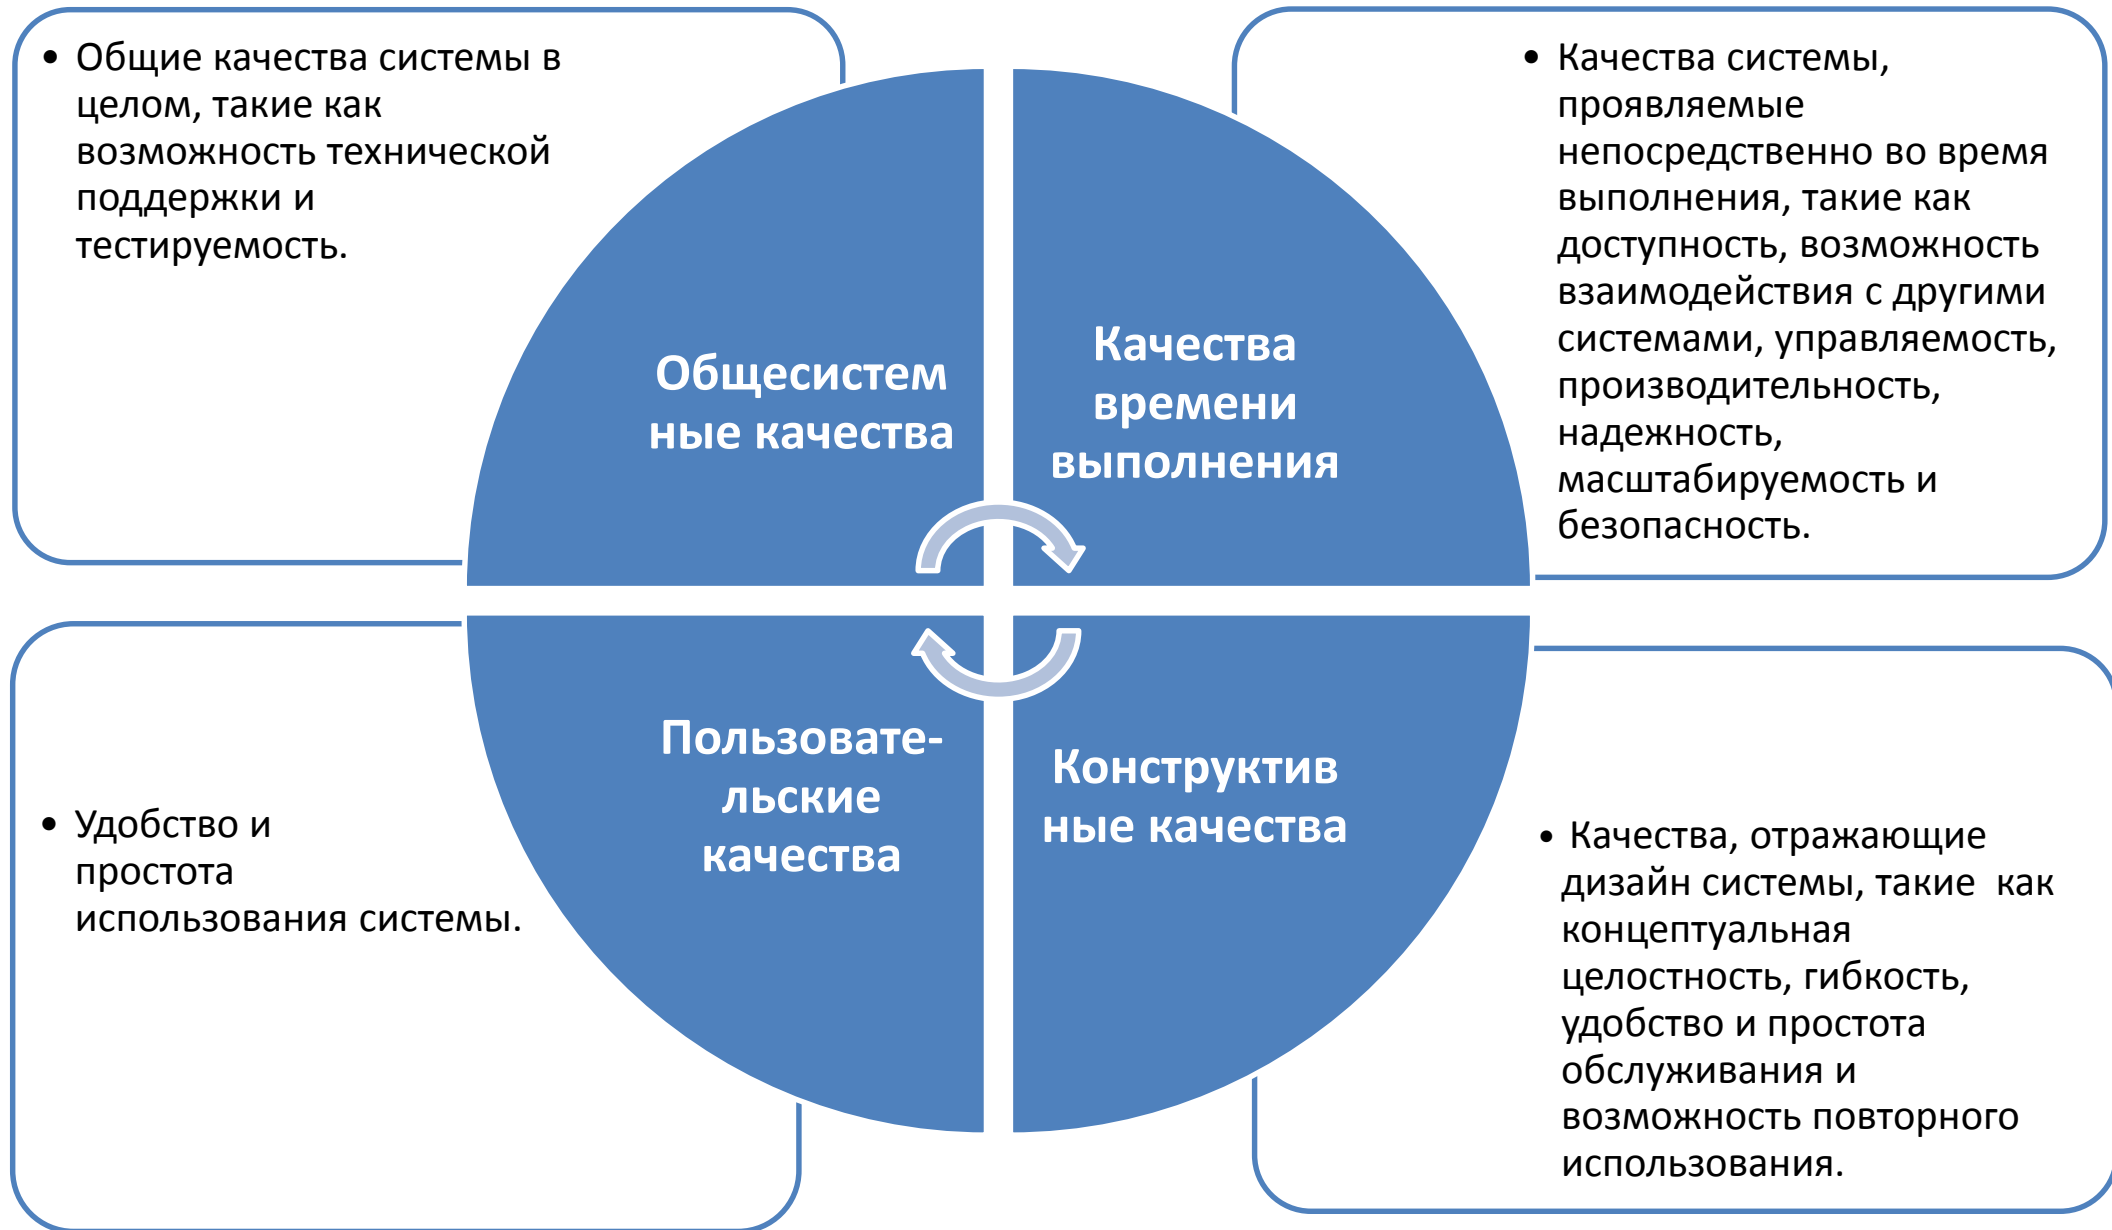 • Общие качества системы в
целом, такие как
возможность технической
поддержки и
тестируемость.
• Качества системы,
проявляемые
непосредственно во время
выполнения, такие как
доступность, возможность
взаимодействия с другими
системами, управляемость,
производительность,
надежность,
масштабируемость и
безопасность.
Общесистем
ные качества
Качества
времени
выполнения
Пользовате-
льские
качества
Конструктив
ные качества
• Удобство и
простота
использования системы.
• Качества, отражающие
дизайн системы, такие  как
концептуальная
целостность, гибкость,
удобство и простота
обслуживания и
возможность повторного
использования.